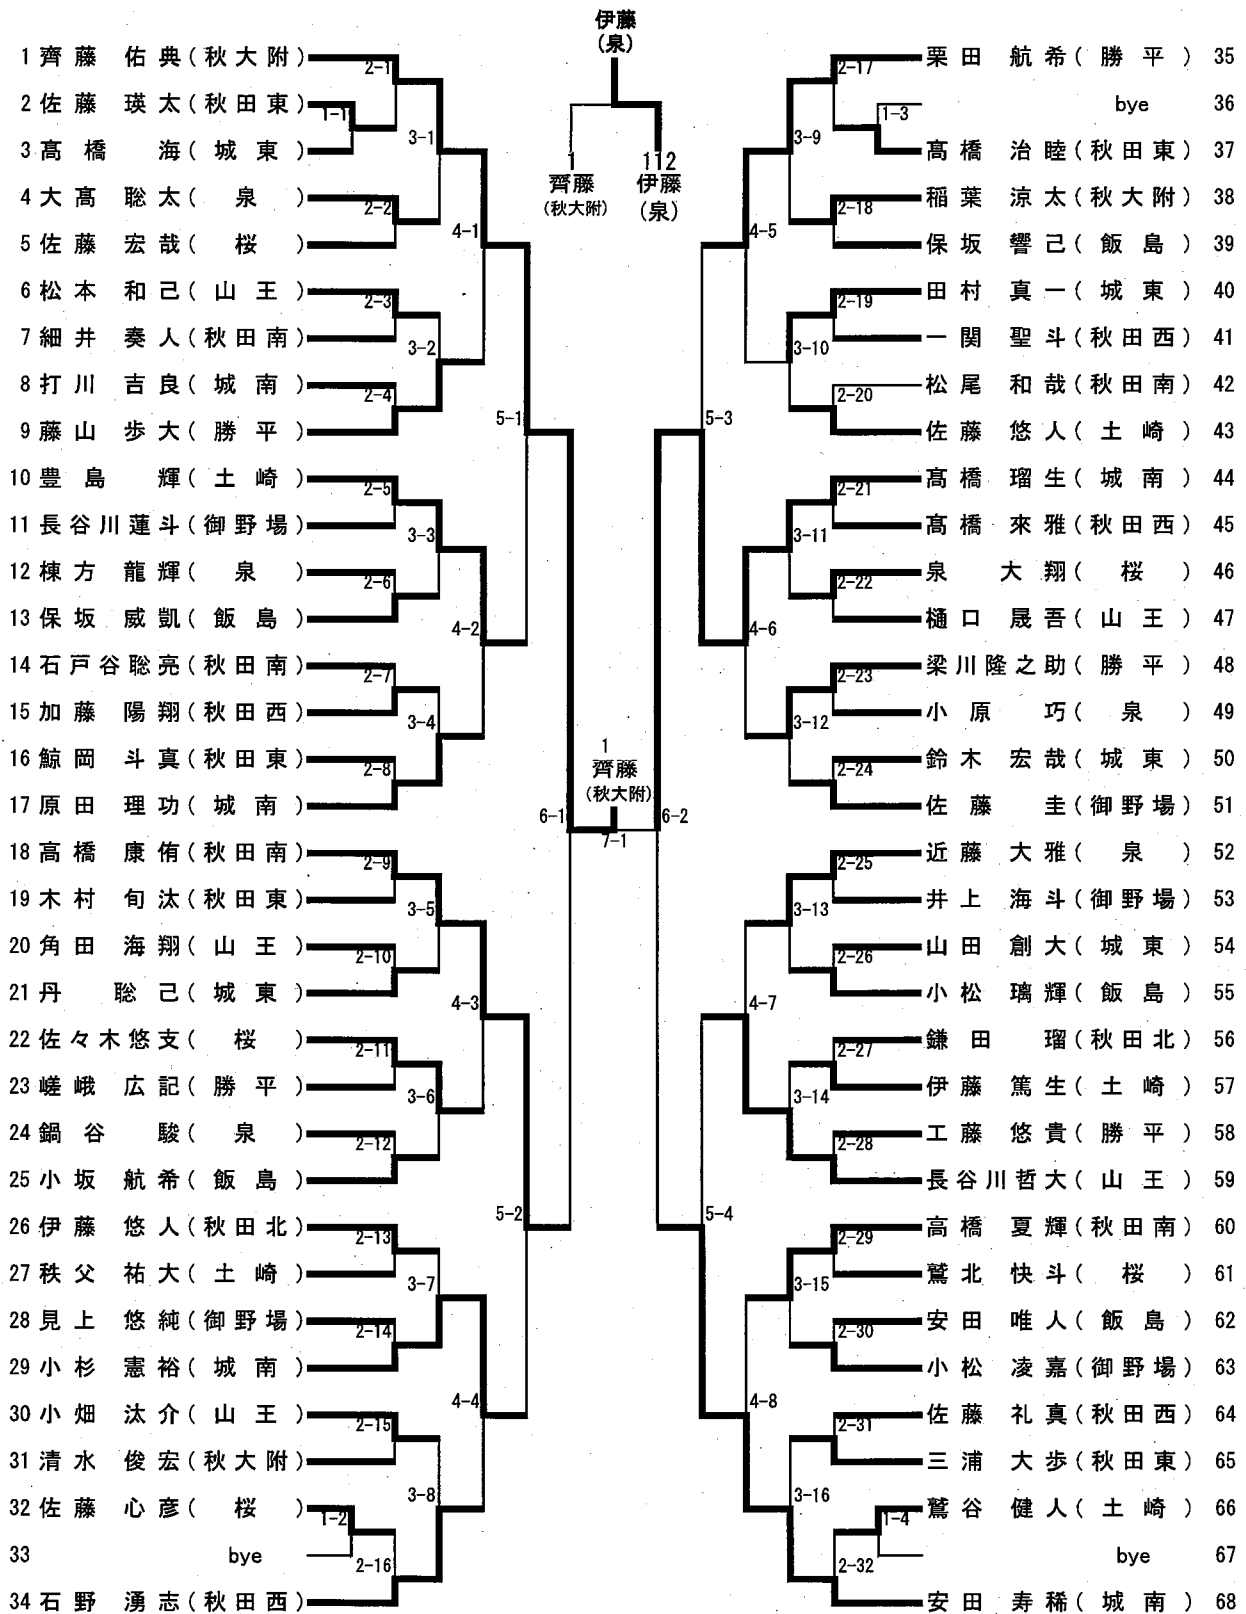 伊藤
(泉)
1 112
齊藤 伊藤
(秋大附) (泉)
1 齊藤 佑典(秋大附)
2 佐藤 瑛太(秋田東)
3 髙橋 海(城東)
4 大髙 聡太(泉)
5 佐藤 宏哉(桜)
6 松本 和己(山王)
7 細井 奏人(秋田南)
8 打川 吉良(城南)
9 藤山 歩大(勝平)
10 豊島 輝(土崎)
11 長谷川蓮斗(御野場)
12 棟方 龍輝(泉)
13 保坂 威凱(飯島)
14 石戸谷聡亮(秋田南)
15 加藤 陽翔(秋田西)
16 鯨岡 斗真(秋田東)
17 原田 理功(城南)
18 高橋 康侑(秋田南)
19 木村 旬汰(秋田東)
20 角田 海翔(山王)
21 丹 聡己(城東)
22 佐々木悠支(桜)
23 嵯峨 広記(勝平)
24 鍋谷 駿(泉)
25 小坂 航希(飯島)
26 伊藤 悠人(秋田北)
27 秩父 祐大(土崎)
28 見上 悠純(御野場)
29 小杉 憲裕(城南)
30 小畑 汰介(山王)
31 清水 俊宏(秋大附)
32 佐藤 心彦(桜)
33 bye
34 石野 湧志(秋田西)
1-1
1-2
2-1
2-2
2-3
2-4
2-5
2-6
2-7
2-8
2-9
2-10
2-11
2-12
2-13
2-14
2-15
2-16
3-1
3-2
3-3
3-4
3-5
3-6
3-7
3-8
4-1
4-2
4-3
4-4
5-1
5-2
6-1
1
齊藤
(秋大附)
7-1
6-2
5-3
5-4
4-5
4-6
4-7
4-8
3-9
3-10
3-11
3-12
3-13
3-14
3-15
3-16
2-17
2-18
2-19
2-20
2-21
2-22
2-23
2-24
2-25
2-26
2-27
2-28
2-29
2-30
2-31
2-32
1-3
1-4
栗田 航希(勝平) 35
bye 36
髙橋 治睦(秋田東) 37
稲葉 涼太(秋大附) 38
保坂 響己(飯島) 39
田村 真一(城東) 40
一関 聖斗(秋田西) 41
松尾 和哉(秋田南) 42
佐藤 悠人(土崎) 43
髙橋 瑠生(城南) 44
髙橋 來雅(秋田西) 45
泉 大翔(桜) 46
樋口 晟吾(山王) 47
梁川隆之助(勝平) 48
小原 巧(泉) 49
鈴木 宏哉(城東) 50
佐藤 圭(御野場) 51
近藤 大雅(泉) 52
井上 海斗(御野場) 53
山田 創大(城東) 54
小松 璃輝(飯島) 55
鎌田 瑠(秋田北) 56
伊藤 篤生(土崎) 57
工藤 悠貴(勝平) 58
長谷川哲大(山王) 59
高橋 夏輝(秋田南) 60
鷲北 快斗(桜) 61
安田 唯人(飯島) 62
小松 凌嘉(御野場) 63
佐藤 礼真(秋田西) 64
三浦 大歩(秋田東) 65
鷲谷 健人(土崎) 66
bye 67
安田 寿稀(城南) 68